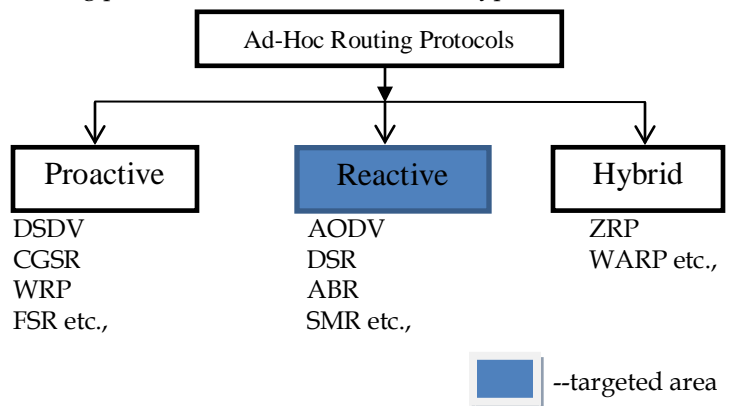 Ad-Hoc Routing Protocols
Proactive
DSDV
CGSR
WRP
FSR etc.,
Reactive
AODV
DSR
ABR
SMR etc.,
Hybrid
ZRP
WARP etc.,
--targeted area